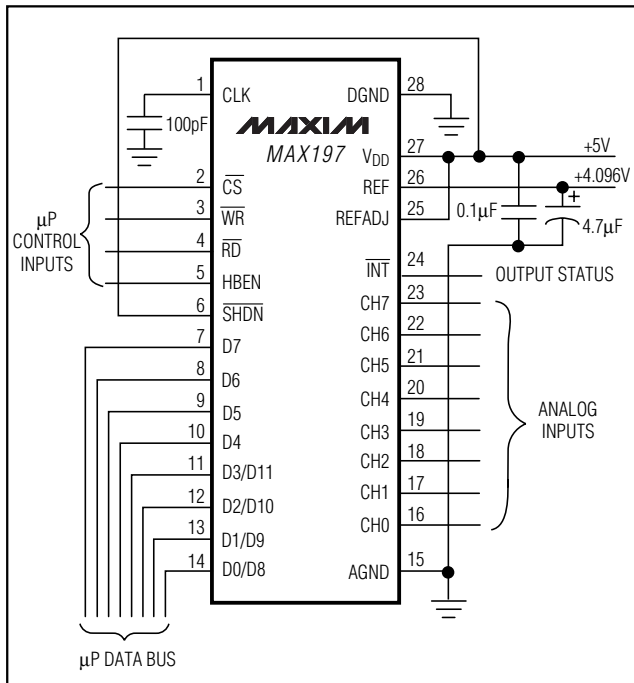 1
CLK
100pF
2
CS
3
WR
4
RD
5
HBEN
6
SHDN
7
D7
8
D6
9
D5
10
D4
11
D3/D11
12
D2/D10
13
D1/D9
14
D0/D8
µP
CONTROL
INPUTS
µP DATA BUS
MAXIM
MAX197
28
DGND
27
VDD
+5V
26
REF
+4.096V
25
REFADJ
0.1µF
+
4.7µF
24
INT
OUTPUT STATUS
23
CH7
22
CH6
21
CH5
20
CH4
19
CH3
18
CH2
17
CH1
16
CH0
15
AGND
ANALOG
INPUTS